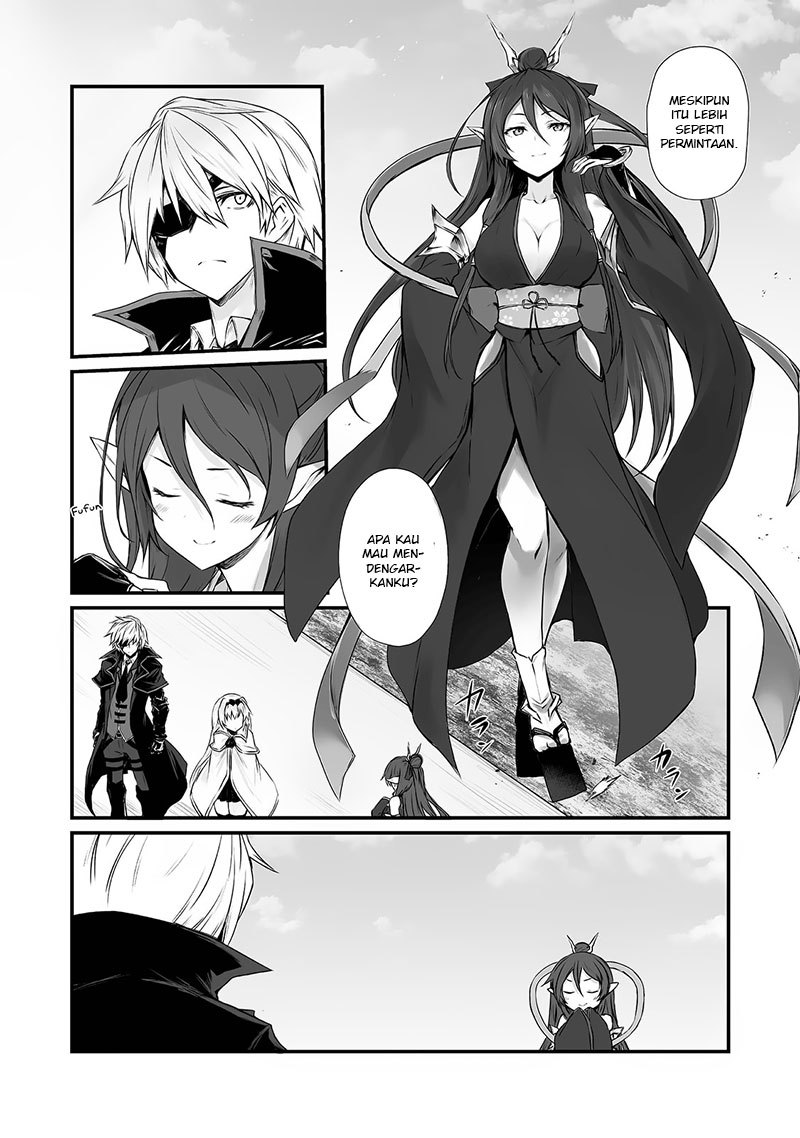 MESKIPUN
ITU LEBIH
SEPERTI
PERMINTAAN.
Fufun
APA KAU
MAU MEN-
DENGAR-
KANKU?
カラン
カラン